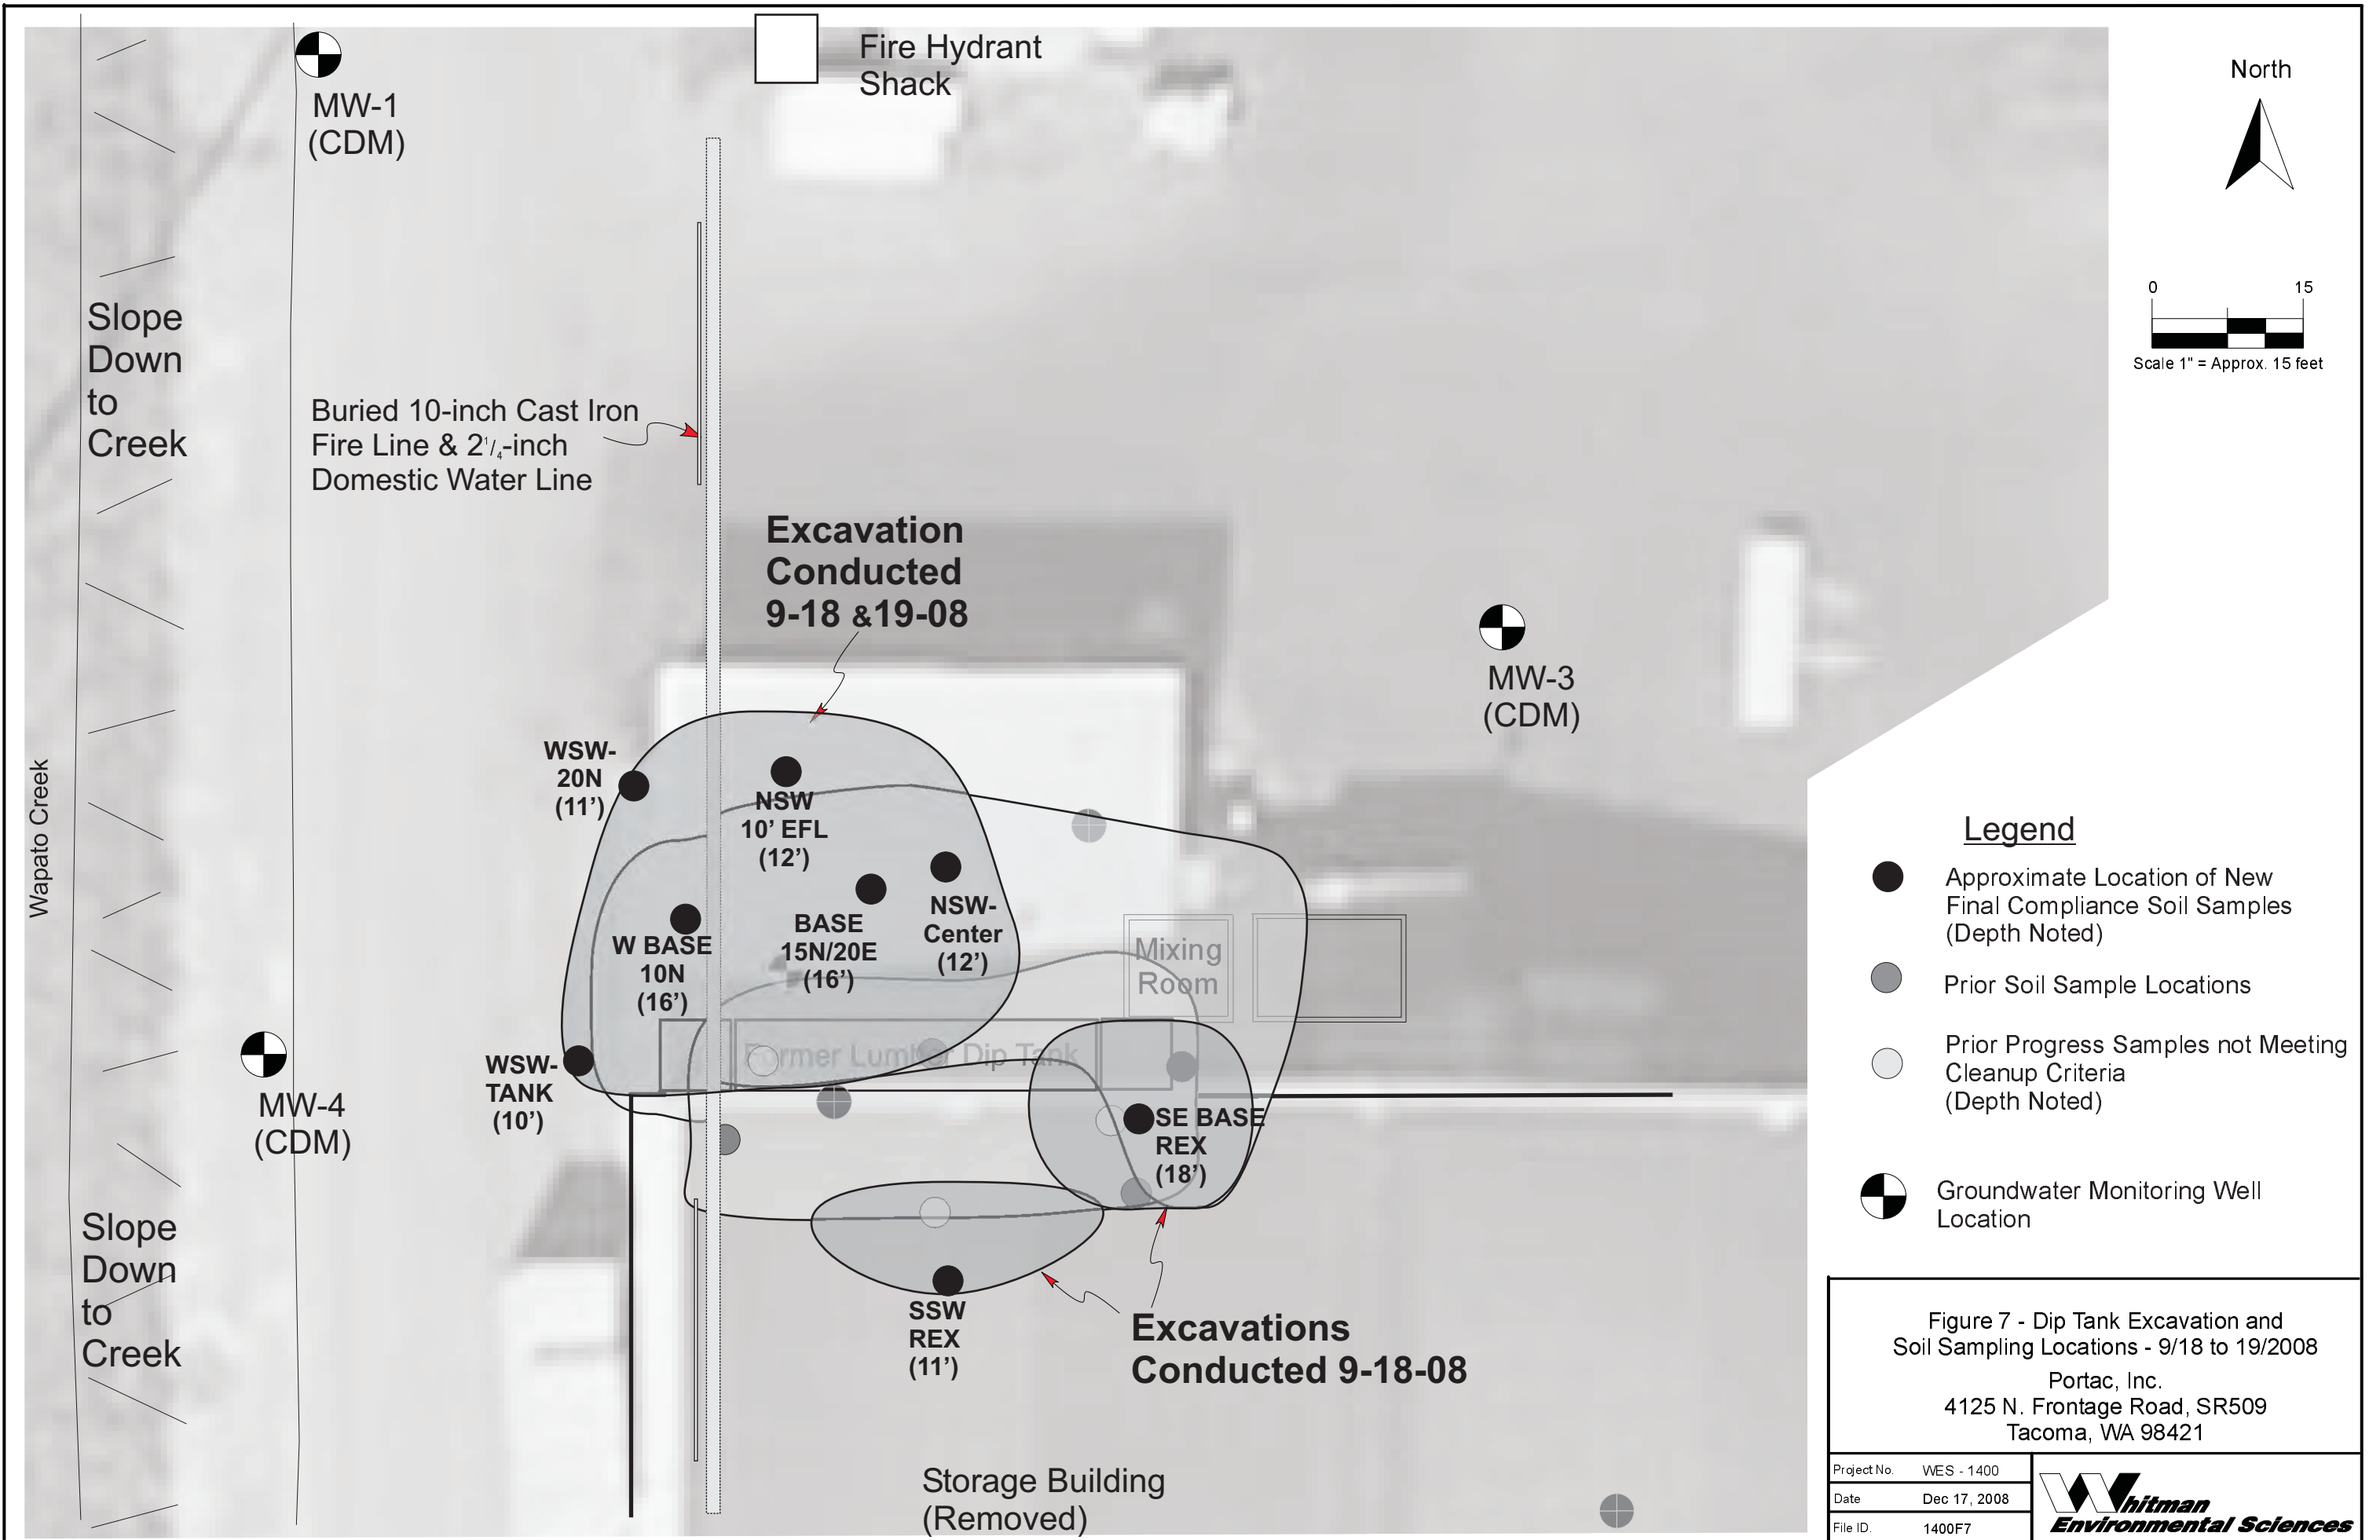 Fire Hydrant
Shack
North
MW-1
(CDM)
0 15
Scale 1" = Approx. 15 feet
Slope
Down
to
Creek
Buried 10-inch Cast Iron
Fire Line & 2 1/4-inch
Domestic Water Line
Excavation
Conducted
9-18 &19-08
MW-3
(CDM)
Wapato Creek
WSW-
20N
(11’)
NSW
10’ EFL
(12’)
W BASE
10N
(16’)
BASE
15N/20E
(16’)
NSW-
Center
(12’)
Mixing
Room
Former Lumber Dip Tank
WSW-
TANK
(10’)
MW-4
(CDM)
SE BASE
REX
(18’)
SSW
REX
(11’)
Excavations
Conducted 9-18-08
Slope
Down
to
Creek
Storage Building
(Removed)
Legend
Approximate Location of New
Final Compliance Soil Samples
(Depth Noted)
Prior Soil Sample Locations
Prior Progress Samples not Meeting
Cleanup Criteria
(Depth Noted)
Groundwater Monitoring Well
Location
Figure 7 - Dip Tank Excavation and
Soil Sampling Locations - 9/18 to 19/2008
Portac, Inc.
4125 N. Frontage Road, SR509
Tacoma, WA 98421
Project No. WES - 1400
Date Dec 17, 2008
File ID. 1400F7
Whitman
Environmental Sciences